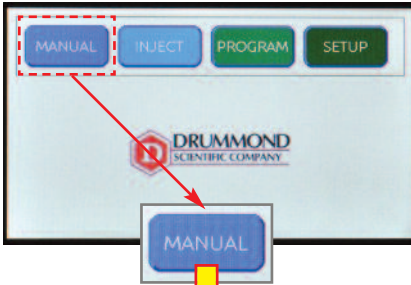 MANUAL INJECT PROGRAM SETUP
DRUMMOND
SCIENTIFIC COMPANY
MANUAL